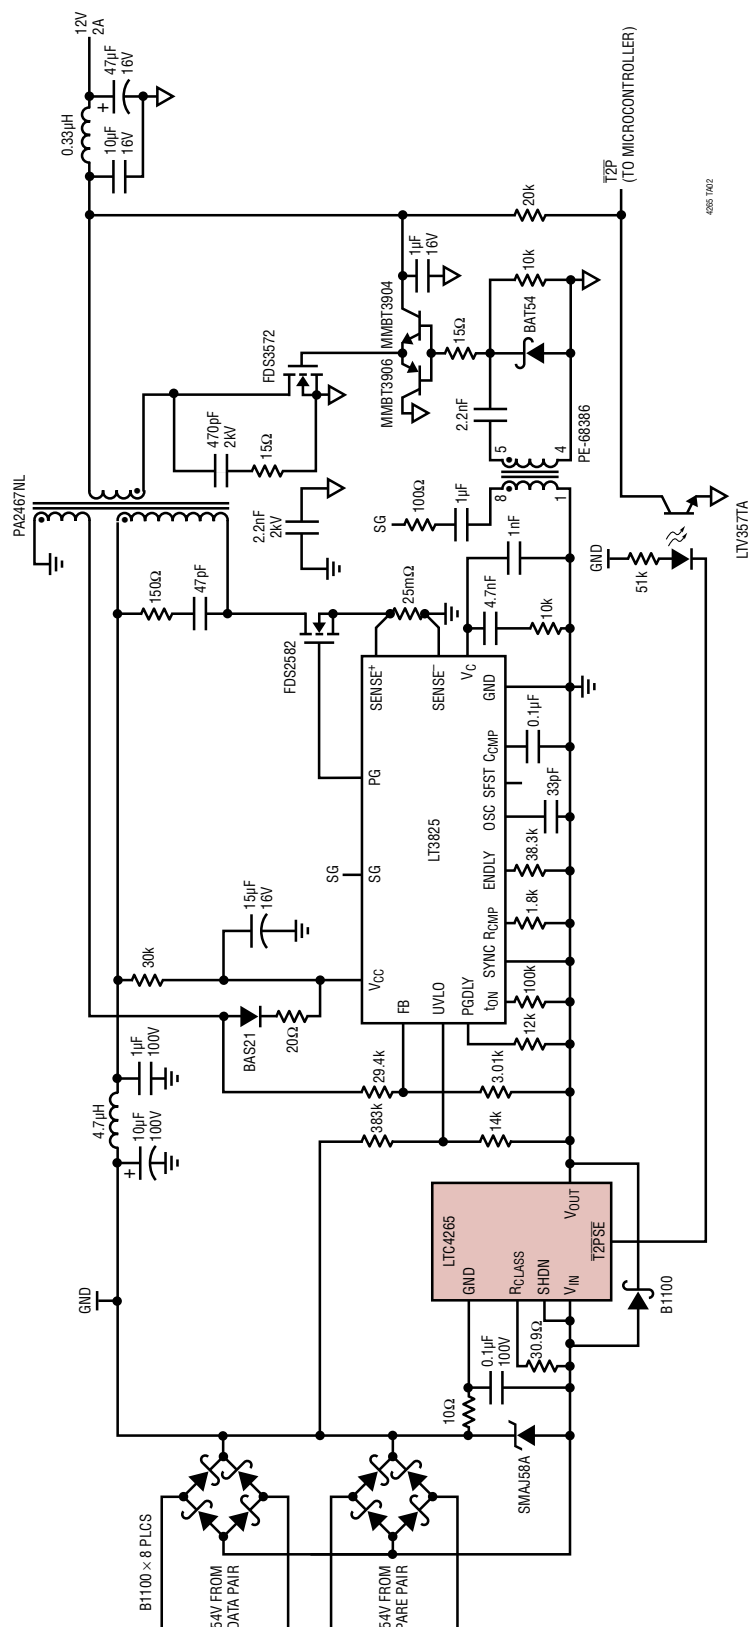 B1100 × 8 PLCS
54V FROM
DATA PAIR
54V FROM
PARE PAIR
GND
10Ω
SMAJ58A
0.1µF
100V
30.9Ω
LTC4265
GND
RCLASS
SHDN
VIN
VOUT
T2PSE
B1100
4.7µH
+
10µF
100V
1µF
100V
383k
14k
29.4k
3.01k
BAS21
20Ω
30k
15µF
16V
SG
LT3825
VCC
SG
PG
FB
UVLO
PGDLY
tON
SYNC
RCMP
ENDLY
OSC
SFST
CCMP
GND
VC
SENSE+
SENSE–
12k
100k
1.8k
38.3k
33pF
0.1µF
10k
4.7nF
1nF
25mΩ
FDS2582
150Ω
47pF
PA2467NL
2.2nF
2kV
470pF
2kV
15Ω
FDS3572
SG
100Ω
1µF
8
1
5
4
PE-68386
2.2nF
15Ω
BAT54
10k
MMBT3906
MMBT3904
1µF
16V
20k
GND
51k
LTV357TA
T2P
(TO MICROCONTROLLER)
0.33µH
10µF
16V
+
47µF
16V
12V
2A
4265 TA02